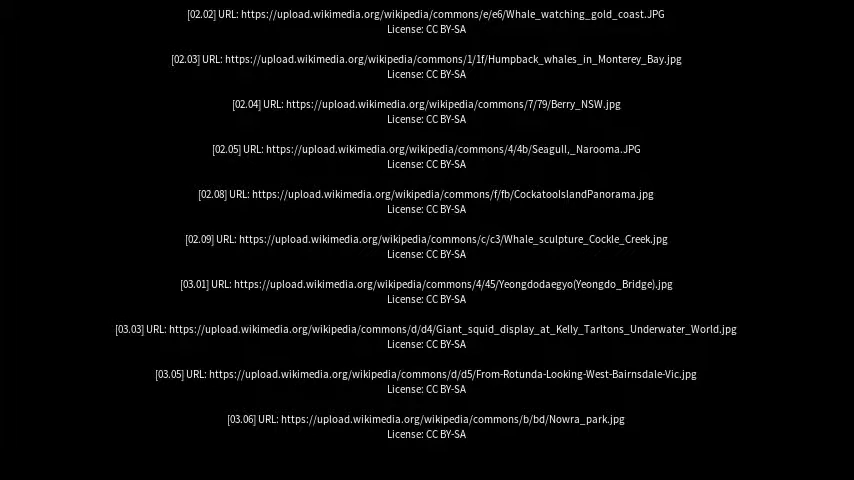 [02.02] URL: https://upload.wikimedia.org/wikipedia/commons/e/e6/Whale_watching_gold_coast.JPG
License: CC BY-SA
[02.03] URL: https://upload.wikimedia.org/wikipedia/commons/1/1f/Humpback_whales_in_Monterey_Bay.jpg
License: CC BY-SA
[02.04] URL: https://upload.wikimedia.org/wikipedia/commons/7/79/Berry_NSW.jpg
License: CC BY-SA
[02.05] URL: https://upload.wikimedia.org/wikipedia/commons/4/4b/Seagull,_Narooma.JPG
License: CC BY-SA
[02.08] URL: https://upload.wikimedia.org/wikipedia/commons/f/fb/CockatooIslandPanorama.jpg
License: CC BY-SA
[02.09] URL: https://upload.wikimedia.org/wikipedia/commons/c/c3/Whale_sculpture_Cockle_Creek.jpg
License: CC BY-SA
[03.01] URL: https://upload.wikimedia.org/wikipedia/commons/4/45/Yeongdodaegyo(Yeongdo_Bridge).jpg
License: CC BY-SA
[03.03] URL: https://upload.wikimedia.org/wikipedia/commons/d/d4/Giant_squid_display_at_Kelly_Tarltons_Underwater_World.jpg
License: CC BY-SA
[03.05] URL: https://upload.wikimedia.org/wikipedia/commons/d/d5/From-Rotunda-Looking-West-Bairnsdale-Vic.jpg
License: CC BY-SA
[03.06] URL: https://upload.wikimedia.org/wikipedia/commons/b/bd/Nowra_park.jpg
License: CC BY-SA